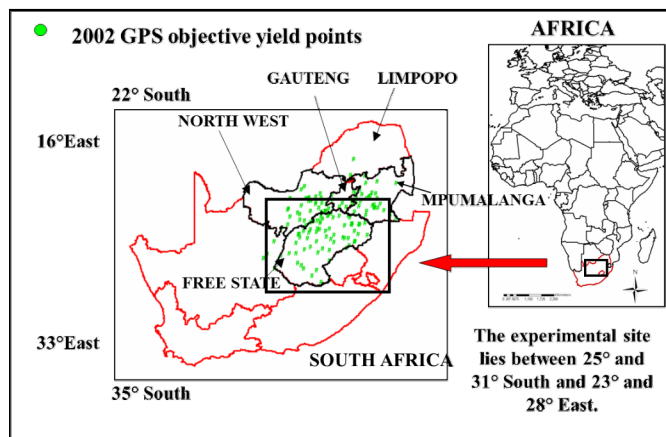 2002 GPS objective yield points
AFRICA
GAUTENG
LIMPOPO
22° South
NORTH WEST
16°East
MPUMALANGA
FREE STATE
N
33°East
SOUTH AFRICA
35° South
The experimental site
lies between 25° and
31° South and 23° and
28° East.